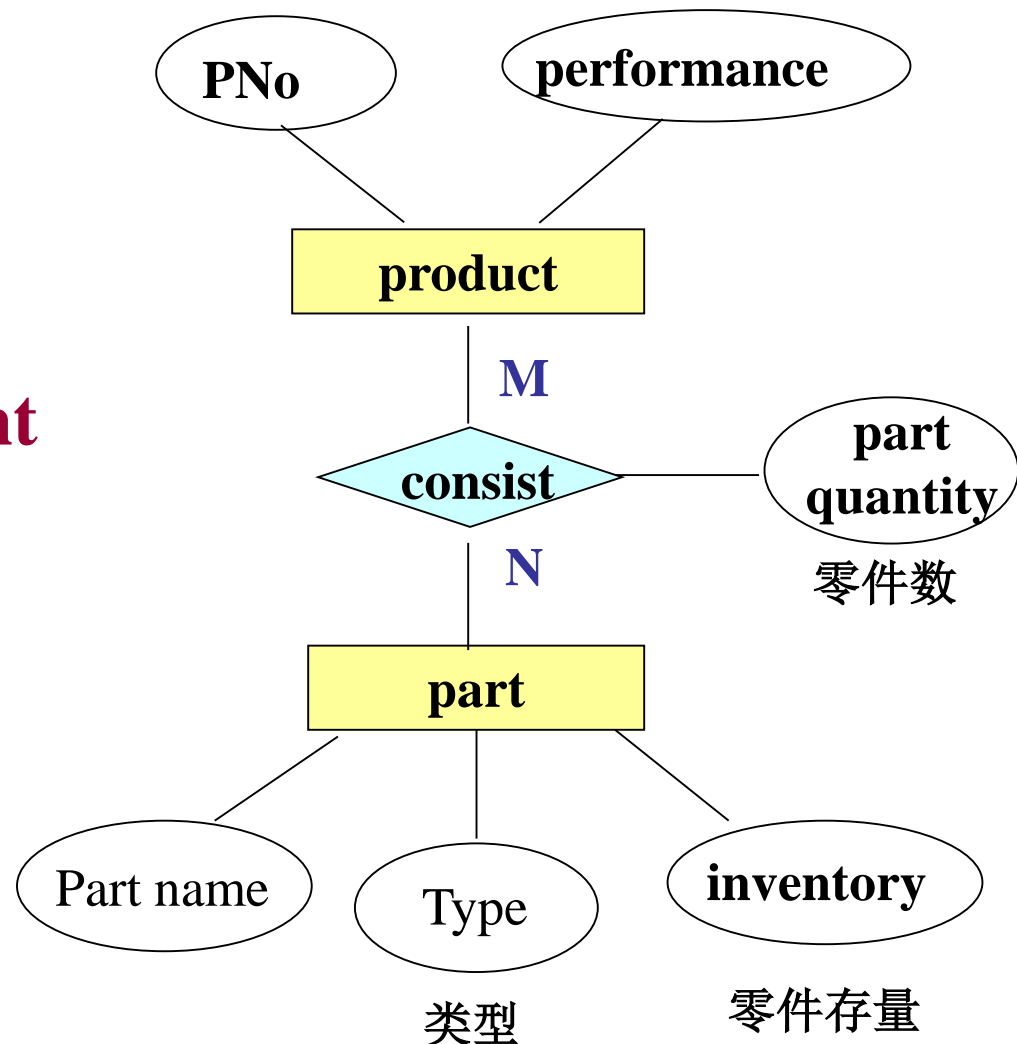 PNo
performance
product
M
nt
consist
part
quantity
N
零件数
part
Part name
Type
inventory
类型
零件存量